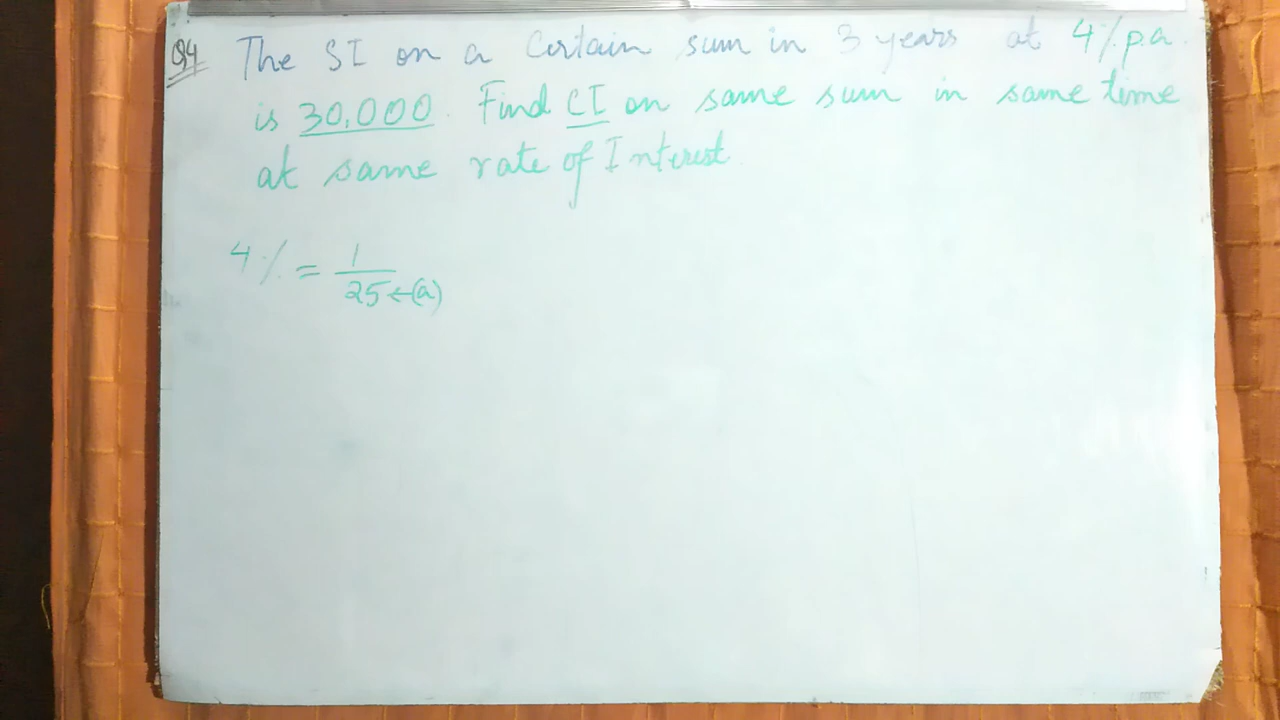 Q4 The SI on a Certain sum in 3 years at 4% p.a.
is 30,000. Find CI on same sum in same time
at same rate of Interest.
4% = 1/25 ←(a)